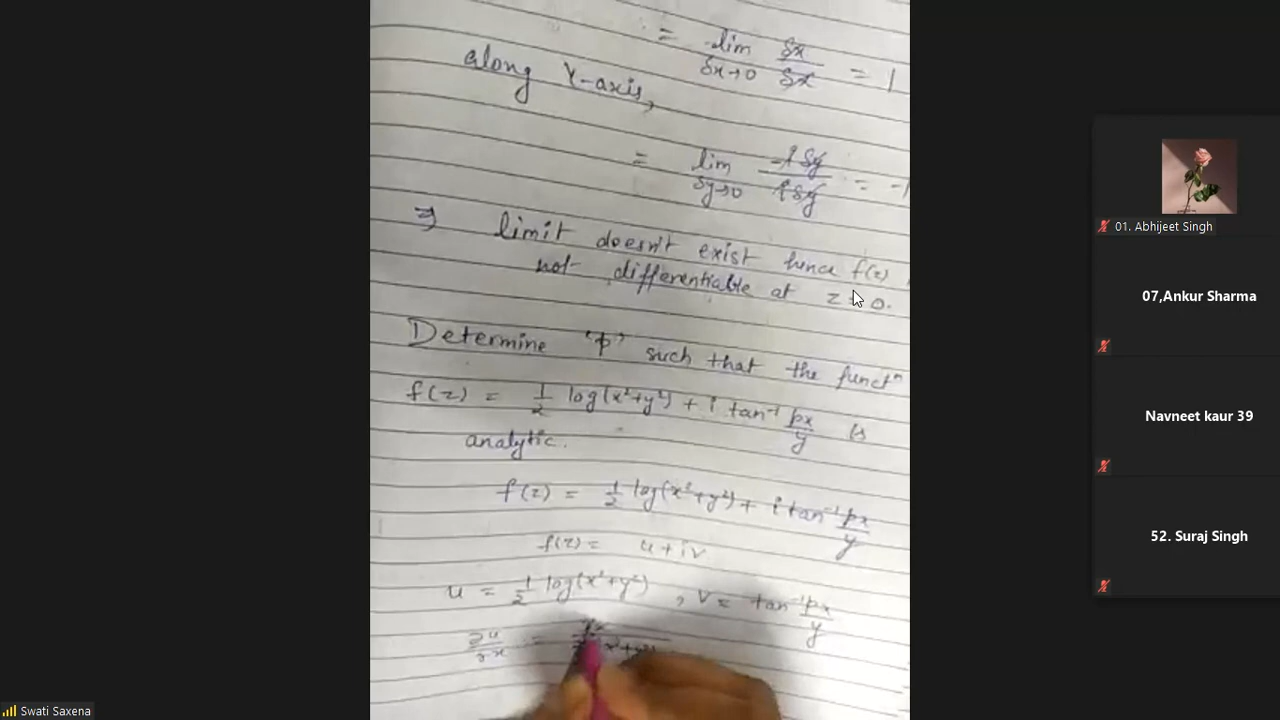 = lim δx→0 δx/δx = 1
along Y-axis,
= lim δy→0 -iδy/iδy = -1
⇒ limit doesn't exist hence f(z)
not differentiable at z = 0.
Determine 'p' such that the functⁿ
f(z) = 1/2 log(x²+y²) + i tan⁻¹ px/y is
analytic.
f(z) = 1/2 log(x²+y²) + i tan⁻¹ px/y
f(z) = u + iv
u = 1/2 log(x²+y²) , v = tan⁻¹ px/y
∂u/∂x =
01. Abhijeet Singh
07,Ankur Sharma
Navneet kaur 39
52. Suraj Singh
Swati Saxena